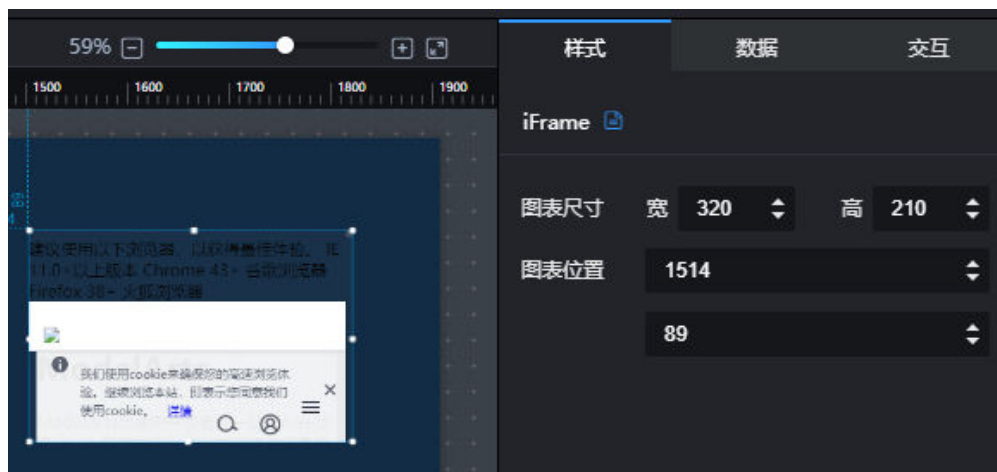 59%
样式 数据 交互
1500 1600 1700 1800 1900
iFrame
图表尺寸 宽 320 高 210
89
建议使用以下浏览器，以获得最佳体验。 IE
11.0+以上版本 Chrome 43+ 谷歌浏览器
Firefox 38+ 火狐浏览器
图表位置 1514
89
我们使用cookie来确保您的高速浏览体
验。继续浏览本站，即表示您同意我们
使用cookie。 详情